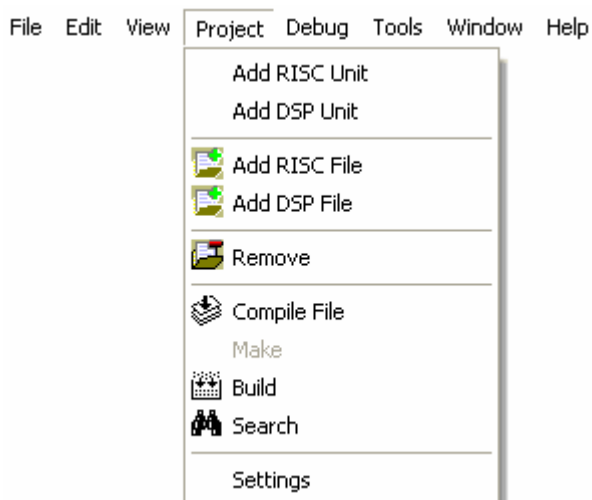 File Edit View Project Debug Tools Window Help
Add RISC Unit
Add DSP Unit
Add RISC File
Add DSP File
Remove
Compile File
Make
Build
Search
Settings